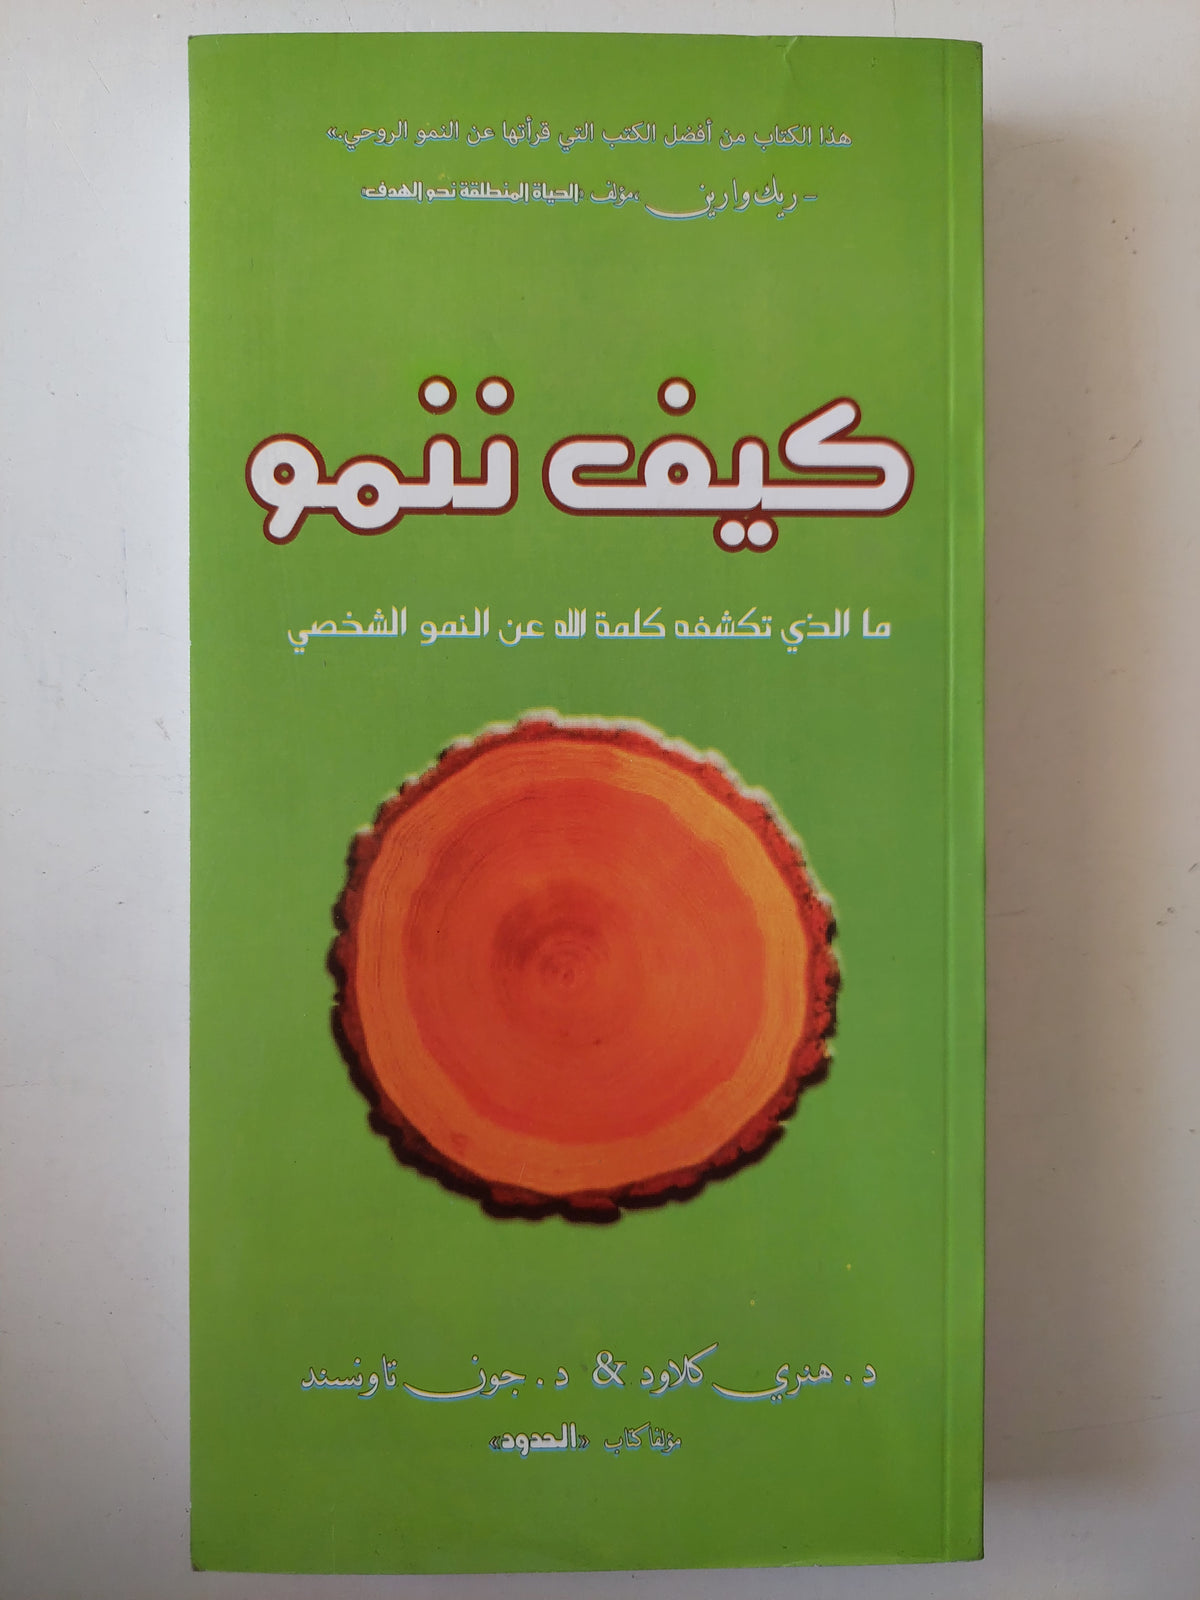 هذا الكتاب من أفضل الكتب التي قرأتها عن النمو الروحي.»
- ريك وارين، مؤلف «الحياة المنطلقة نحو الهدف»
كيف ننمو
ما الذي تكشفه كلمة الله عن النمو الشخصي
د. هنري كلاود & د. جون تاونسند
مؤلفا كتاب «الحدود»